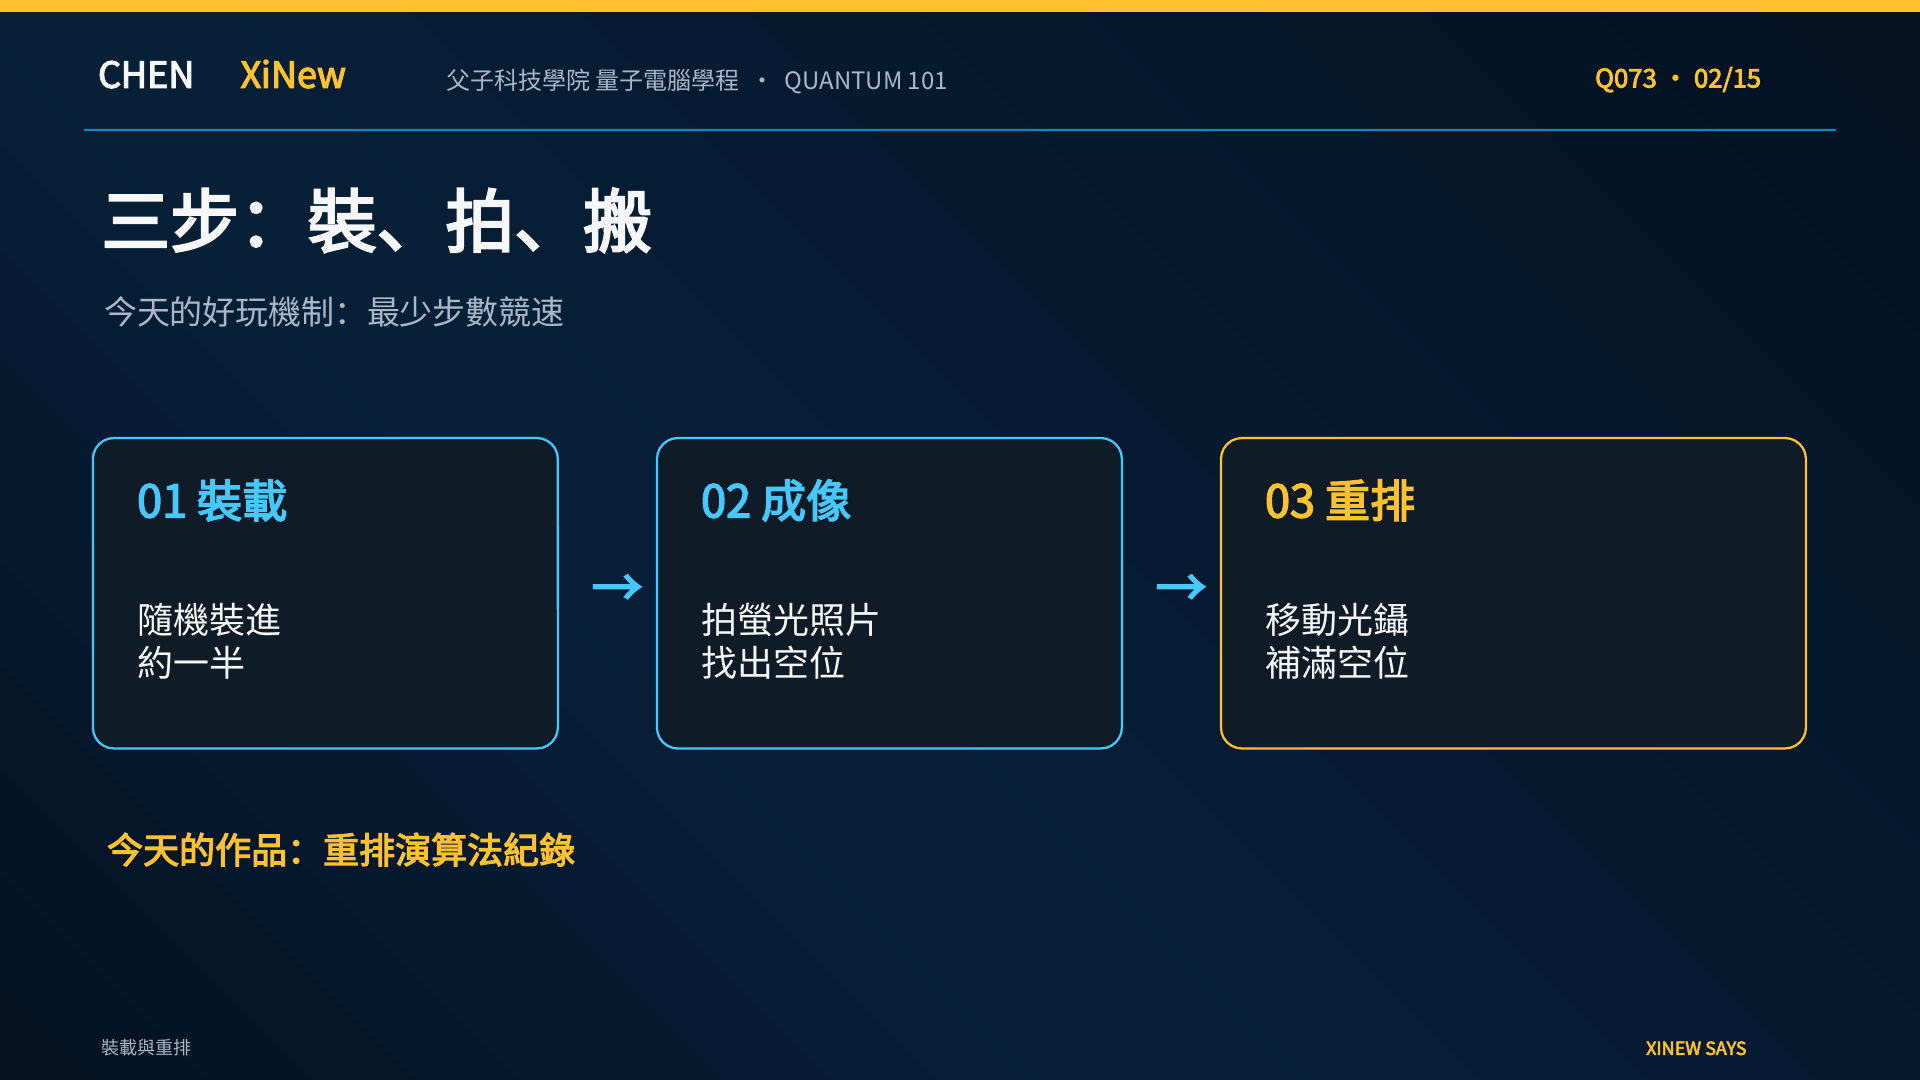 CHEN XiNew 父子科技學院 量子電腦學程 • QUANTUM 101 Q073 • 02/15
三步：裝、拍、搬
今天的好玩機制：最少步數競速
01 裝載
隨機裝進
約一半
→
02 成像
拍螢光照片
找出空位
→
03 重排
移動光鑷
補滿空位
今天的作品：重排演算法紀錄
裝載與重排
XINEW SAYS